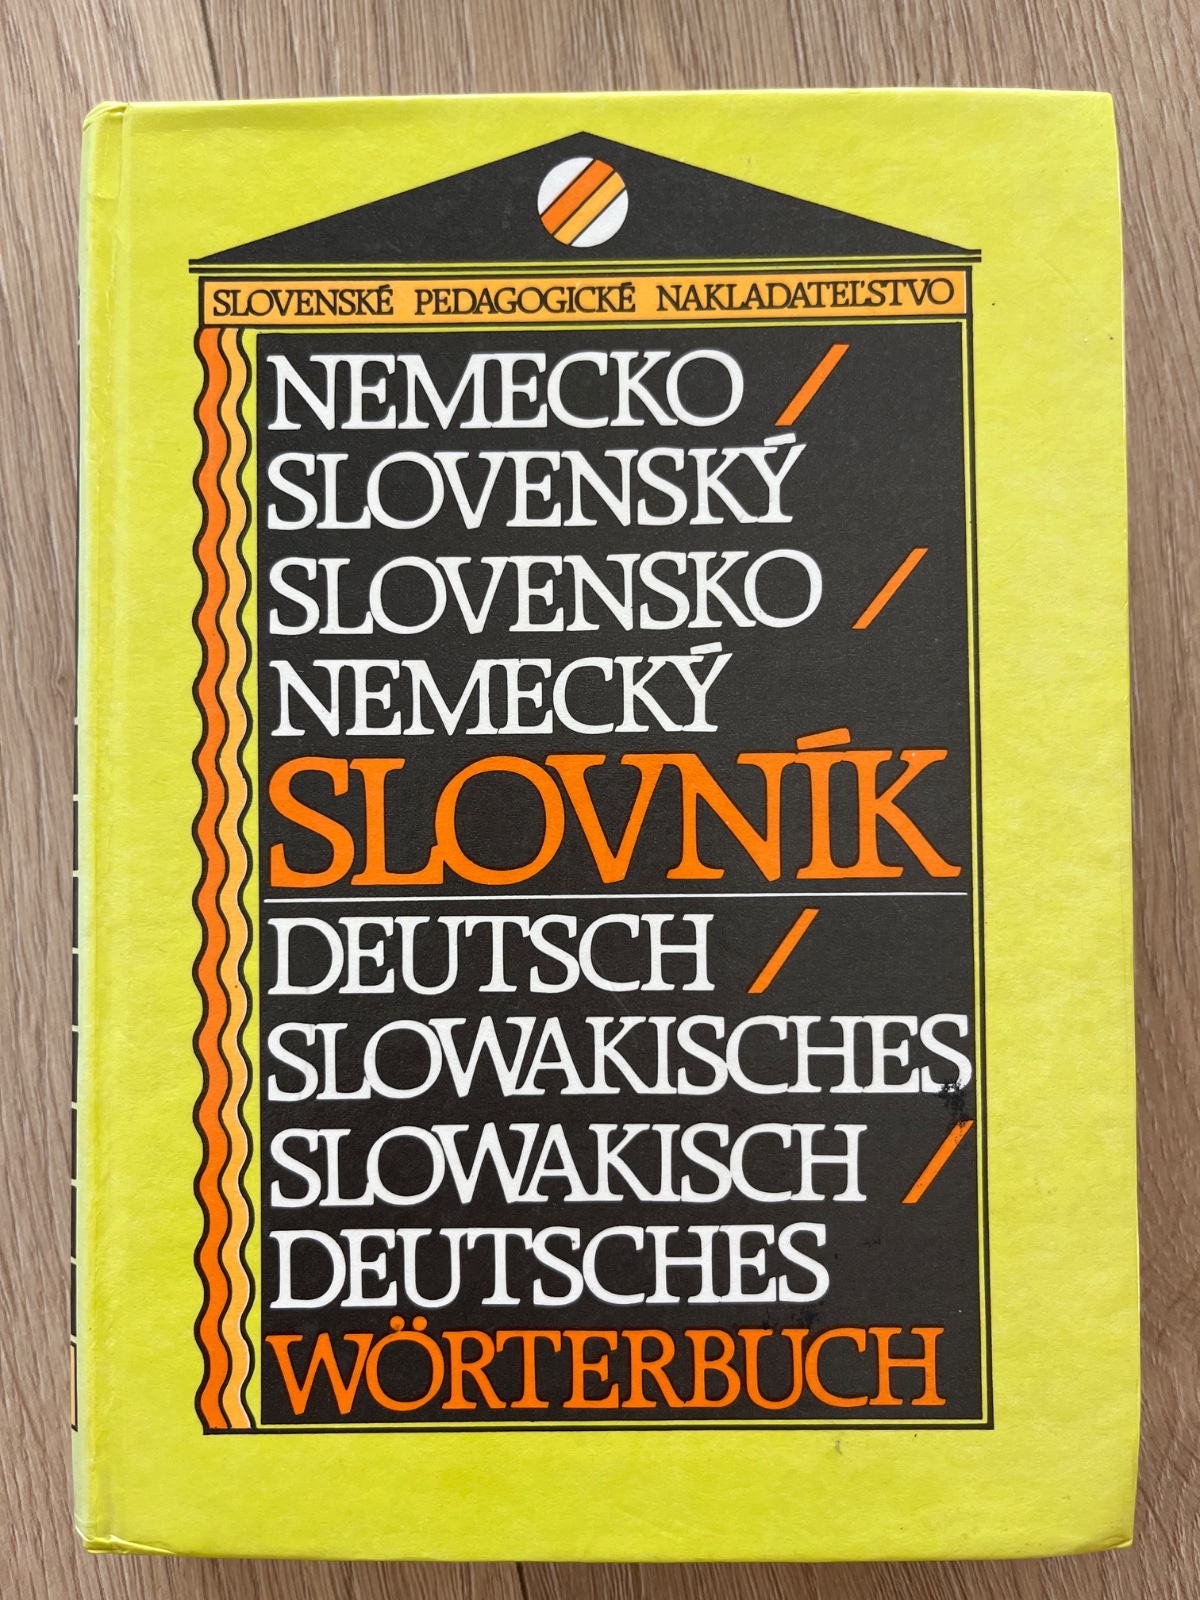 SLOVENSKÉ PEDAGOGICKÉ NAKLADATEĽSTVO
NEMECKO /
SLOVENSKÝ
SLOVENSKO /
NEMECKÝ
SLOVNÍK
DEUTSCH /
SLOWAKISCHES
SLOWAKISCH /
DEUTSCHES
WÖRTERBUCH